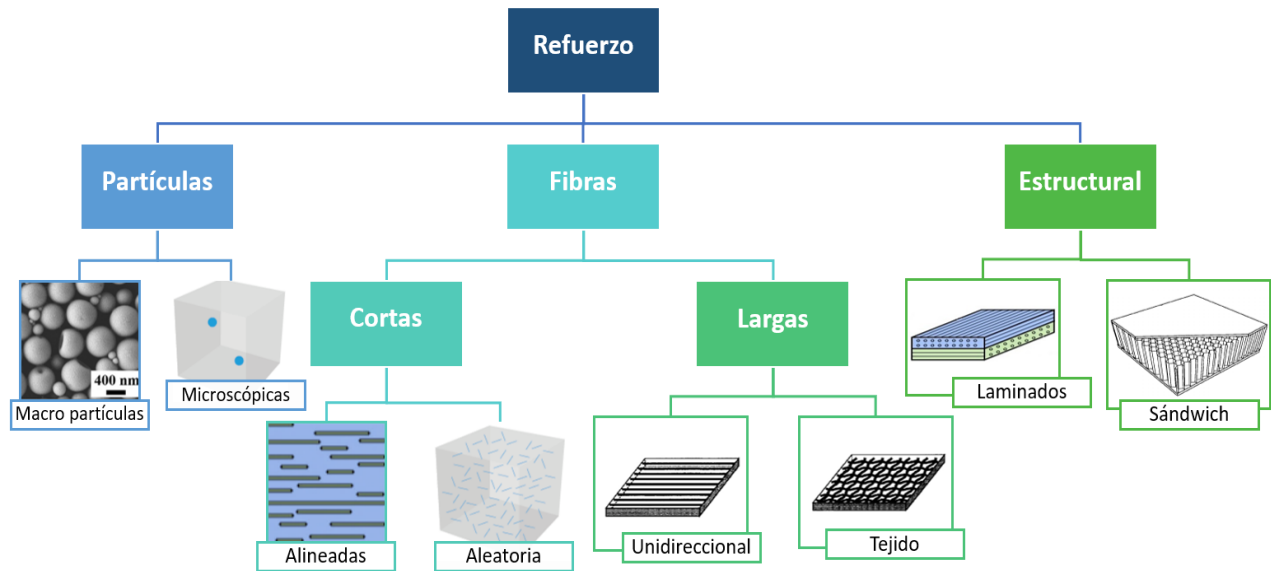 Refuerzo
Partículas
Fibras
Estructural
400 nm
Macro partículas
Microscópicas
Cortas
Largas
Laminados
Sándwich
Alineadas
Aleatoria
Unidireccional
Tejido